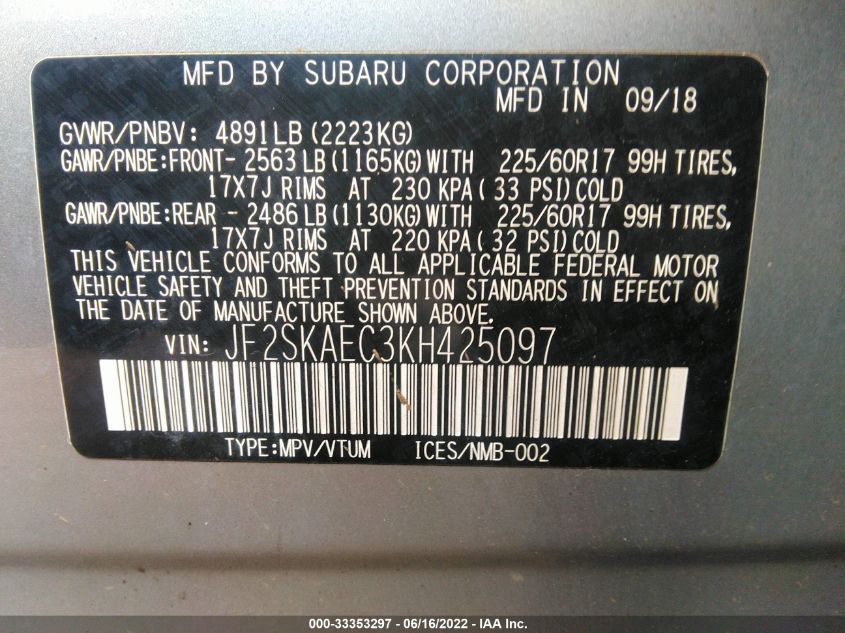 MFD BY SUBARU CORPORATION
MFD IN 09/18
GVWR/PNBV: 4891LB (2223KG)
GAWR/PNBE:FRONT- 2563 LB (1165KG) WITH 225/60R17 99H TIRES,
17X7J RIMS AT 230 KPA( 33 PSI)COLD
GAWR/PNBE:REAR - 2486 LB (1130KG) WITH 225/60R17 99H TIRES,
17X7J RIMS AT 220 KPA( 32 PSI)COLD
THIS VEHICLE CONFORMS TO ALL APPLICABLE FEDERAL MOTOR
VEHICLE SAFETY AND THEFT PREVENTION STANDARDS IN EFFECT ON
THE DATE OF MANUFACTURE SHOWN ABOVE.
VIN: JF2SKAEC3KH425097
TYPE:MPV/VTUM ICES/NMB-002
000-33353297 - 06/16/2022 - IAA Inc.